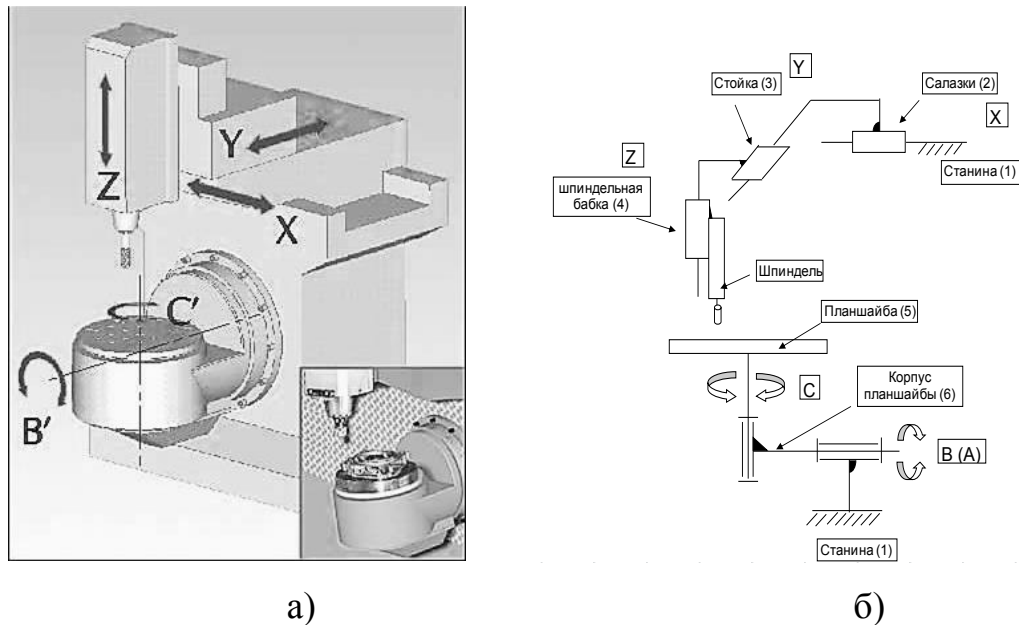 Z
Y
X
C'
B'
а)
Y
Стойка (3)
Салазки (2)
X
Станина (1)
Z
шпиндельная
бабка (4)
Шпиндель
Планшайба (5)
C
Корпус
планшайбы (6)
B (A)
Станина (1)
б)